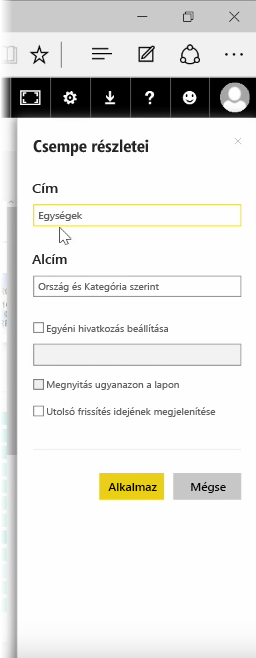 Csempe részletei
Cím
Egységek
Alcím
Ország és Kategória szerint
Egyéni hivatkozás beállítása
Megnyitás ugyanazon a lapon
Utolsó frissítés idejének megjelenítése
Alkalmaz
Mégse